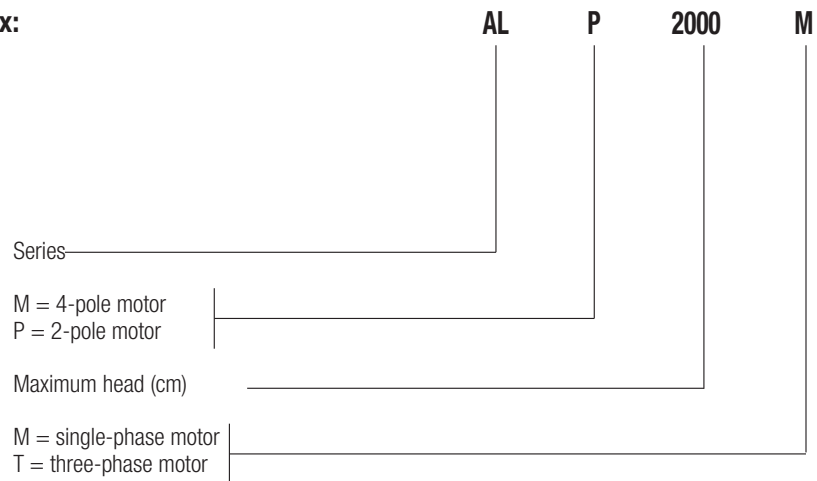 x: AL P 2000 M
Series
M = 4-pole motor
P = 2-pole motor
Maximum head (cm)
M = single-phase motor
T = three-phase motor